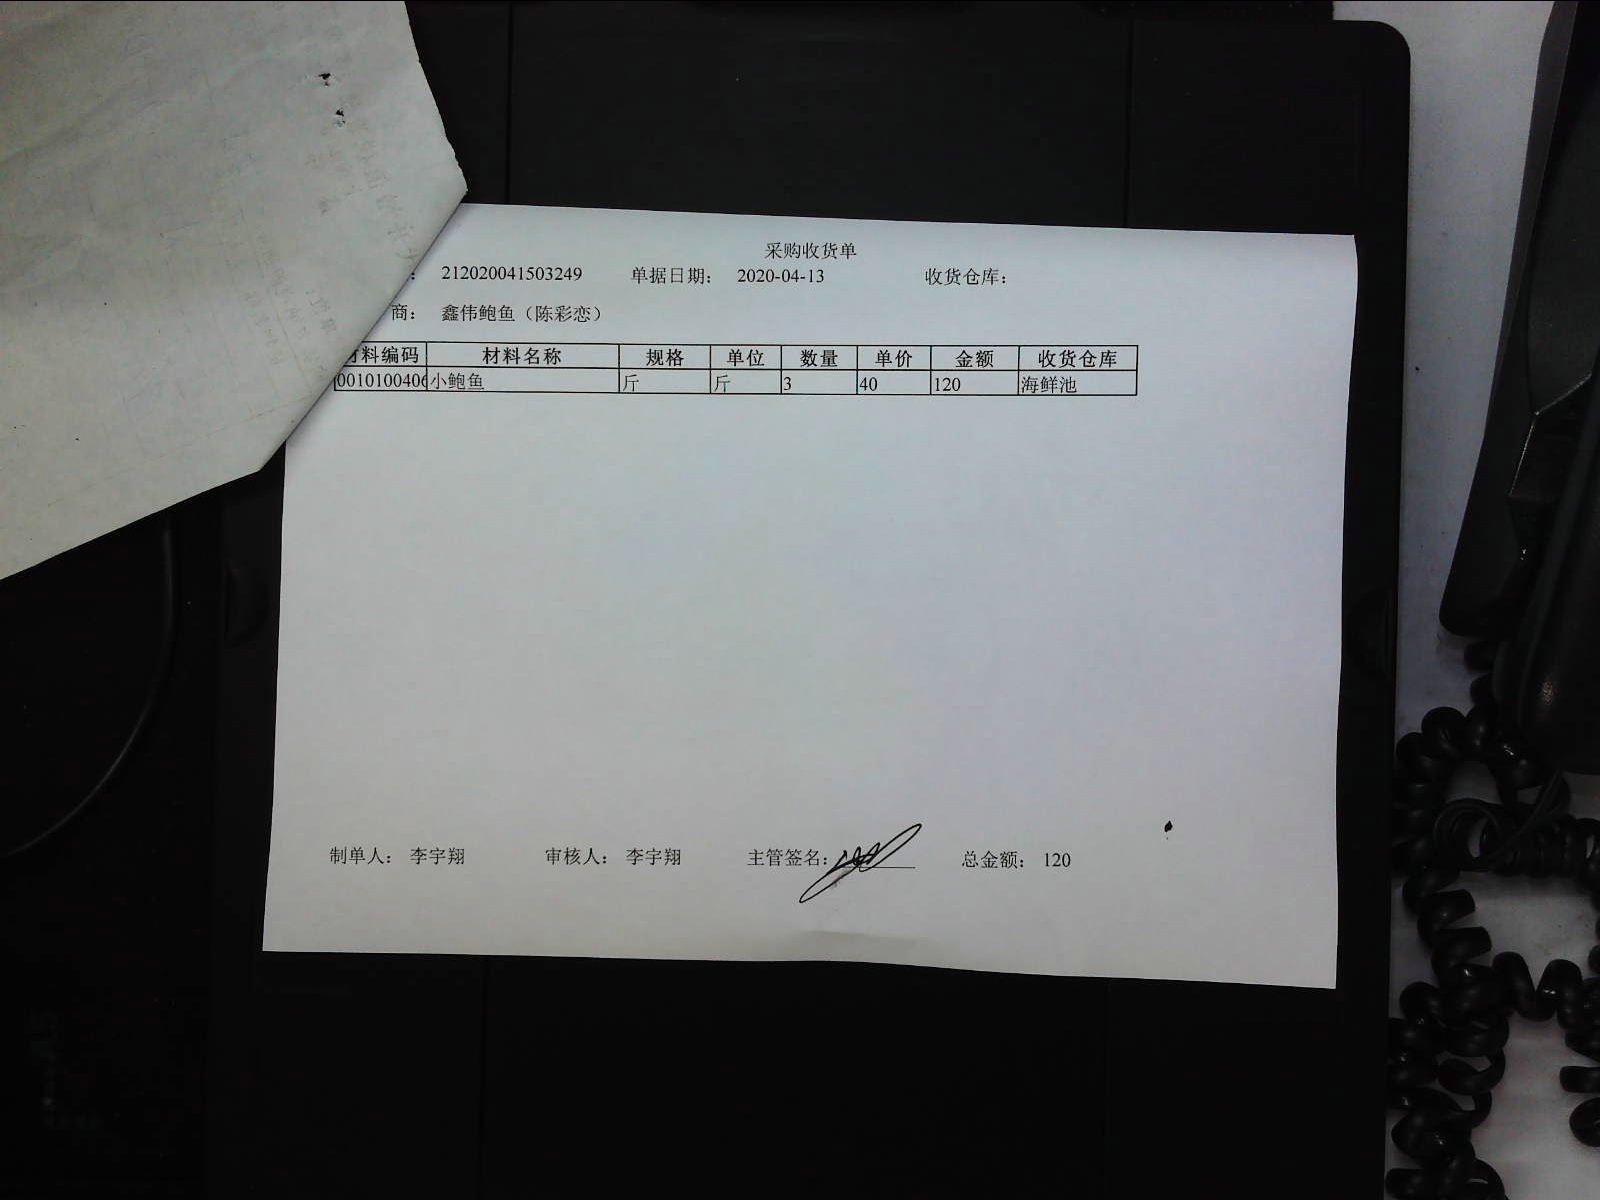 采购收货单
: 212020041503249 单据日期: 2020-04-13 收货仓库:
商: 鑫伟鲍鱼(陈彩恋)
材料编码 材料名称 规格 单位 数量 单价 金额 收货仓库
0010100406 小鲍鱼 斤 斤 3 40 120 海鲜池
制单人: 李宇翔 审核人: 李宇翔 主管签名: 总金额: 120